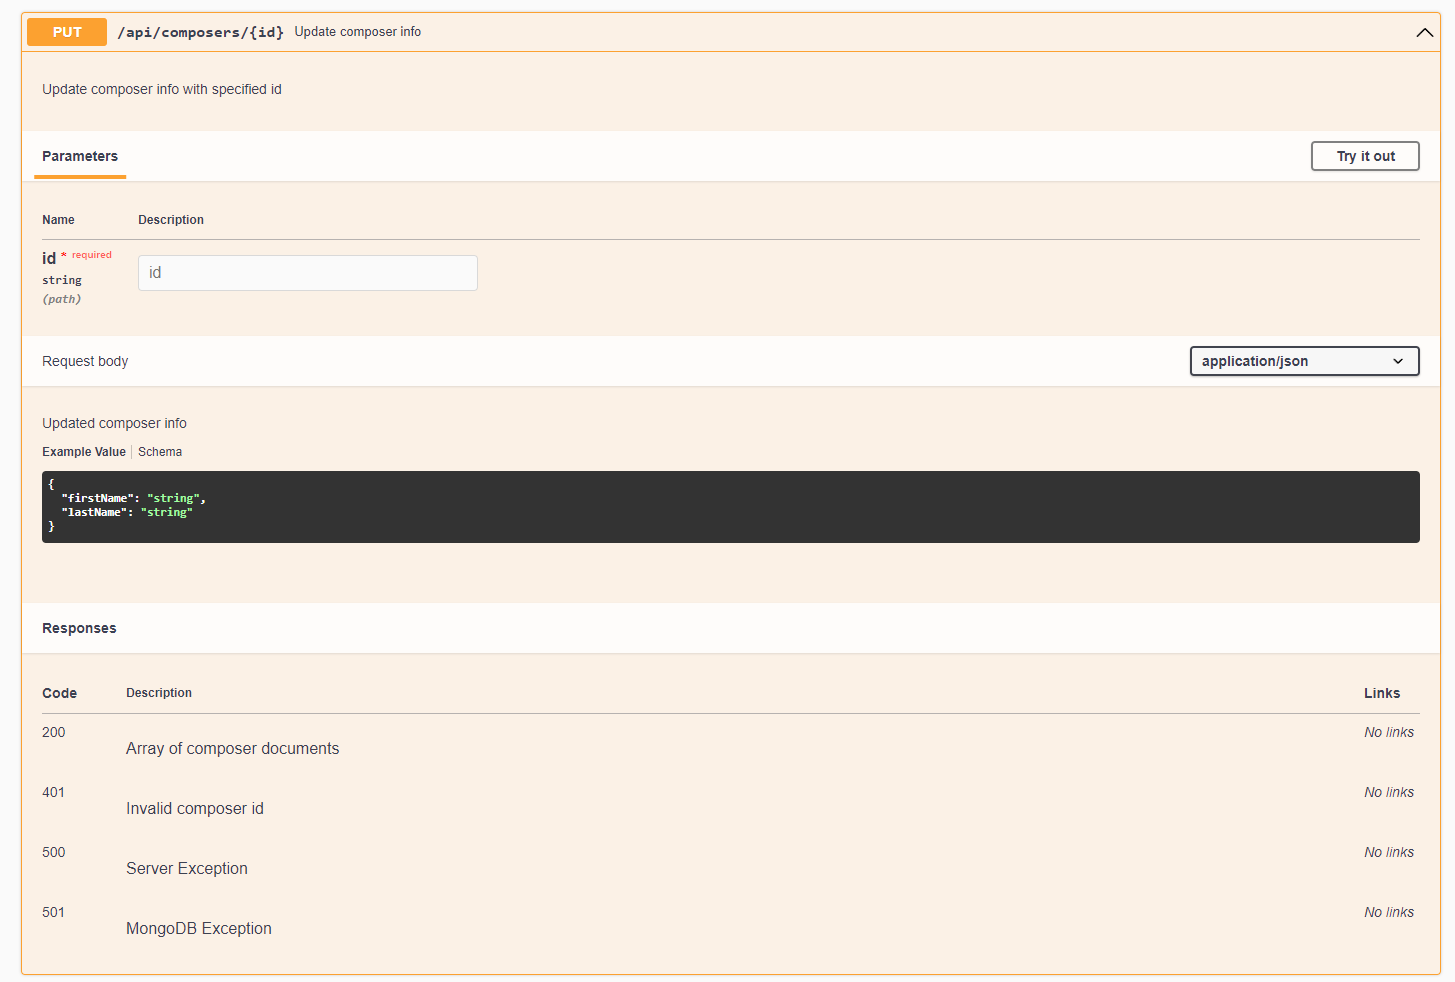 PUT /api/composers/{id} Update composer info
Update composer info with specified id
Parameters Try it out
Name Description
id * required id
string
(path)
Request body application/json
Updated composer info
Example Value Schema
{
"firstName": "string",
"lastName": "string"
}
Responses
Code Description Links
200 No links
Array of composer documents
401 No links
Invalid composer id
500 No links
Server Exception
501 No links
MongoDB Exception